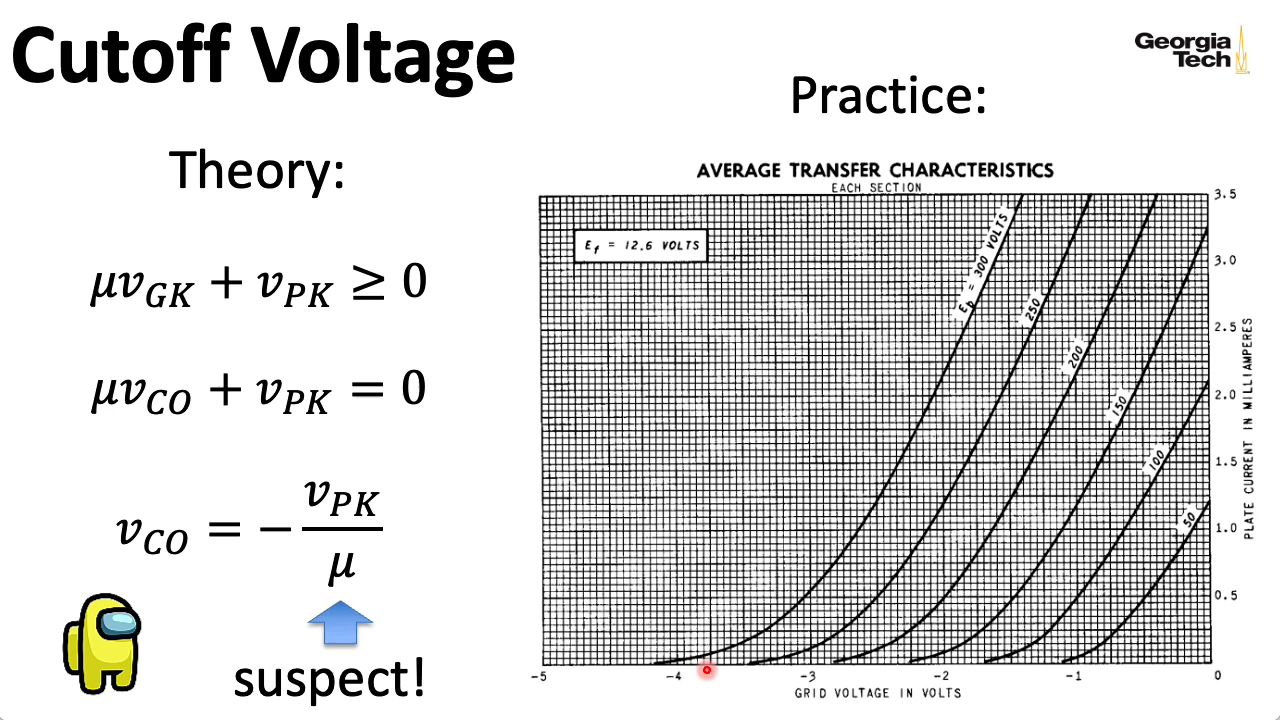 Cutoff Voltage
Georgia
Tech
Theory:
μv_GK + v_PK ≥ 0
μv_CO + v_PK = 0
v_CO = − v_PK / μ
suspect!
Practice:
AVERAGE TRANSFER CHARACTERISTICS
EACH SECTION
E_f = 12.6 VOLTS
E_b = 300 VOLTS
250
200
150
100
50
3.5
3.0
2.5
2.0
1.5
1.0
0.5
PLATE CURRENT IN MILLIAMPERES
-5 -4 -3 -2 -1 0
GRID VOLTAGE IN VOLTS